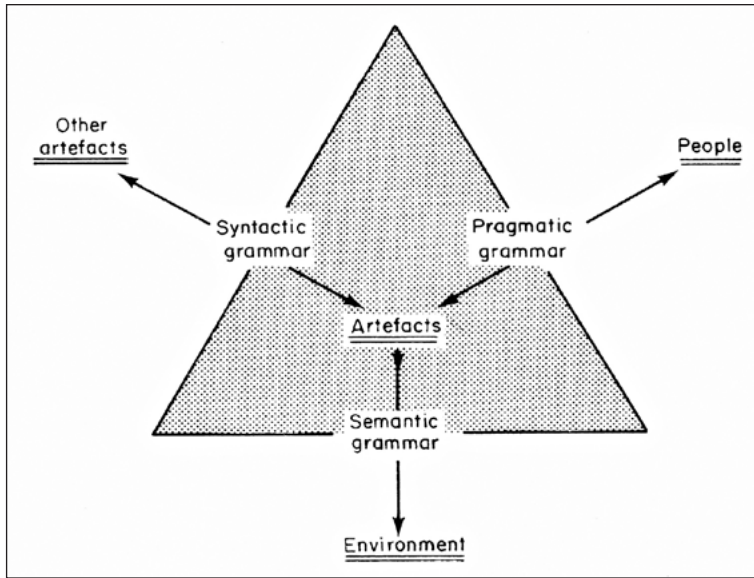 Other
artefacts
People
Syntactic
grammar
Pragmatic
grammar
Artefacts
Semantic
grammar
Environment